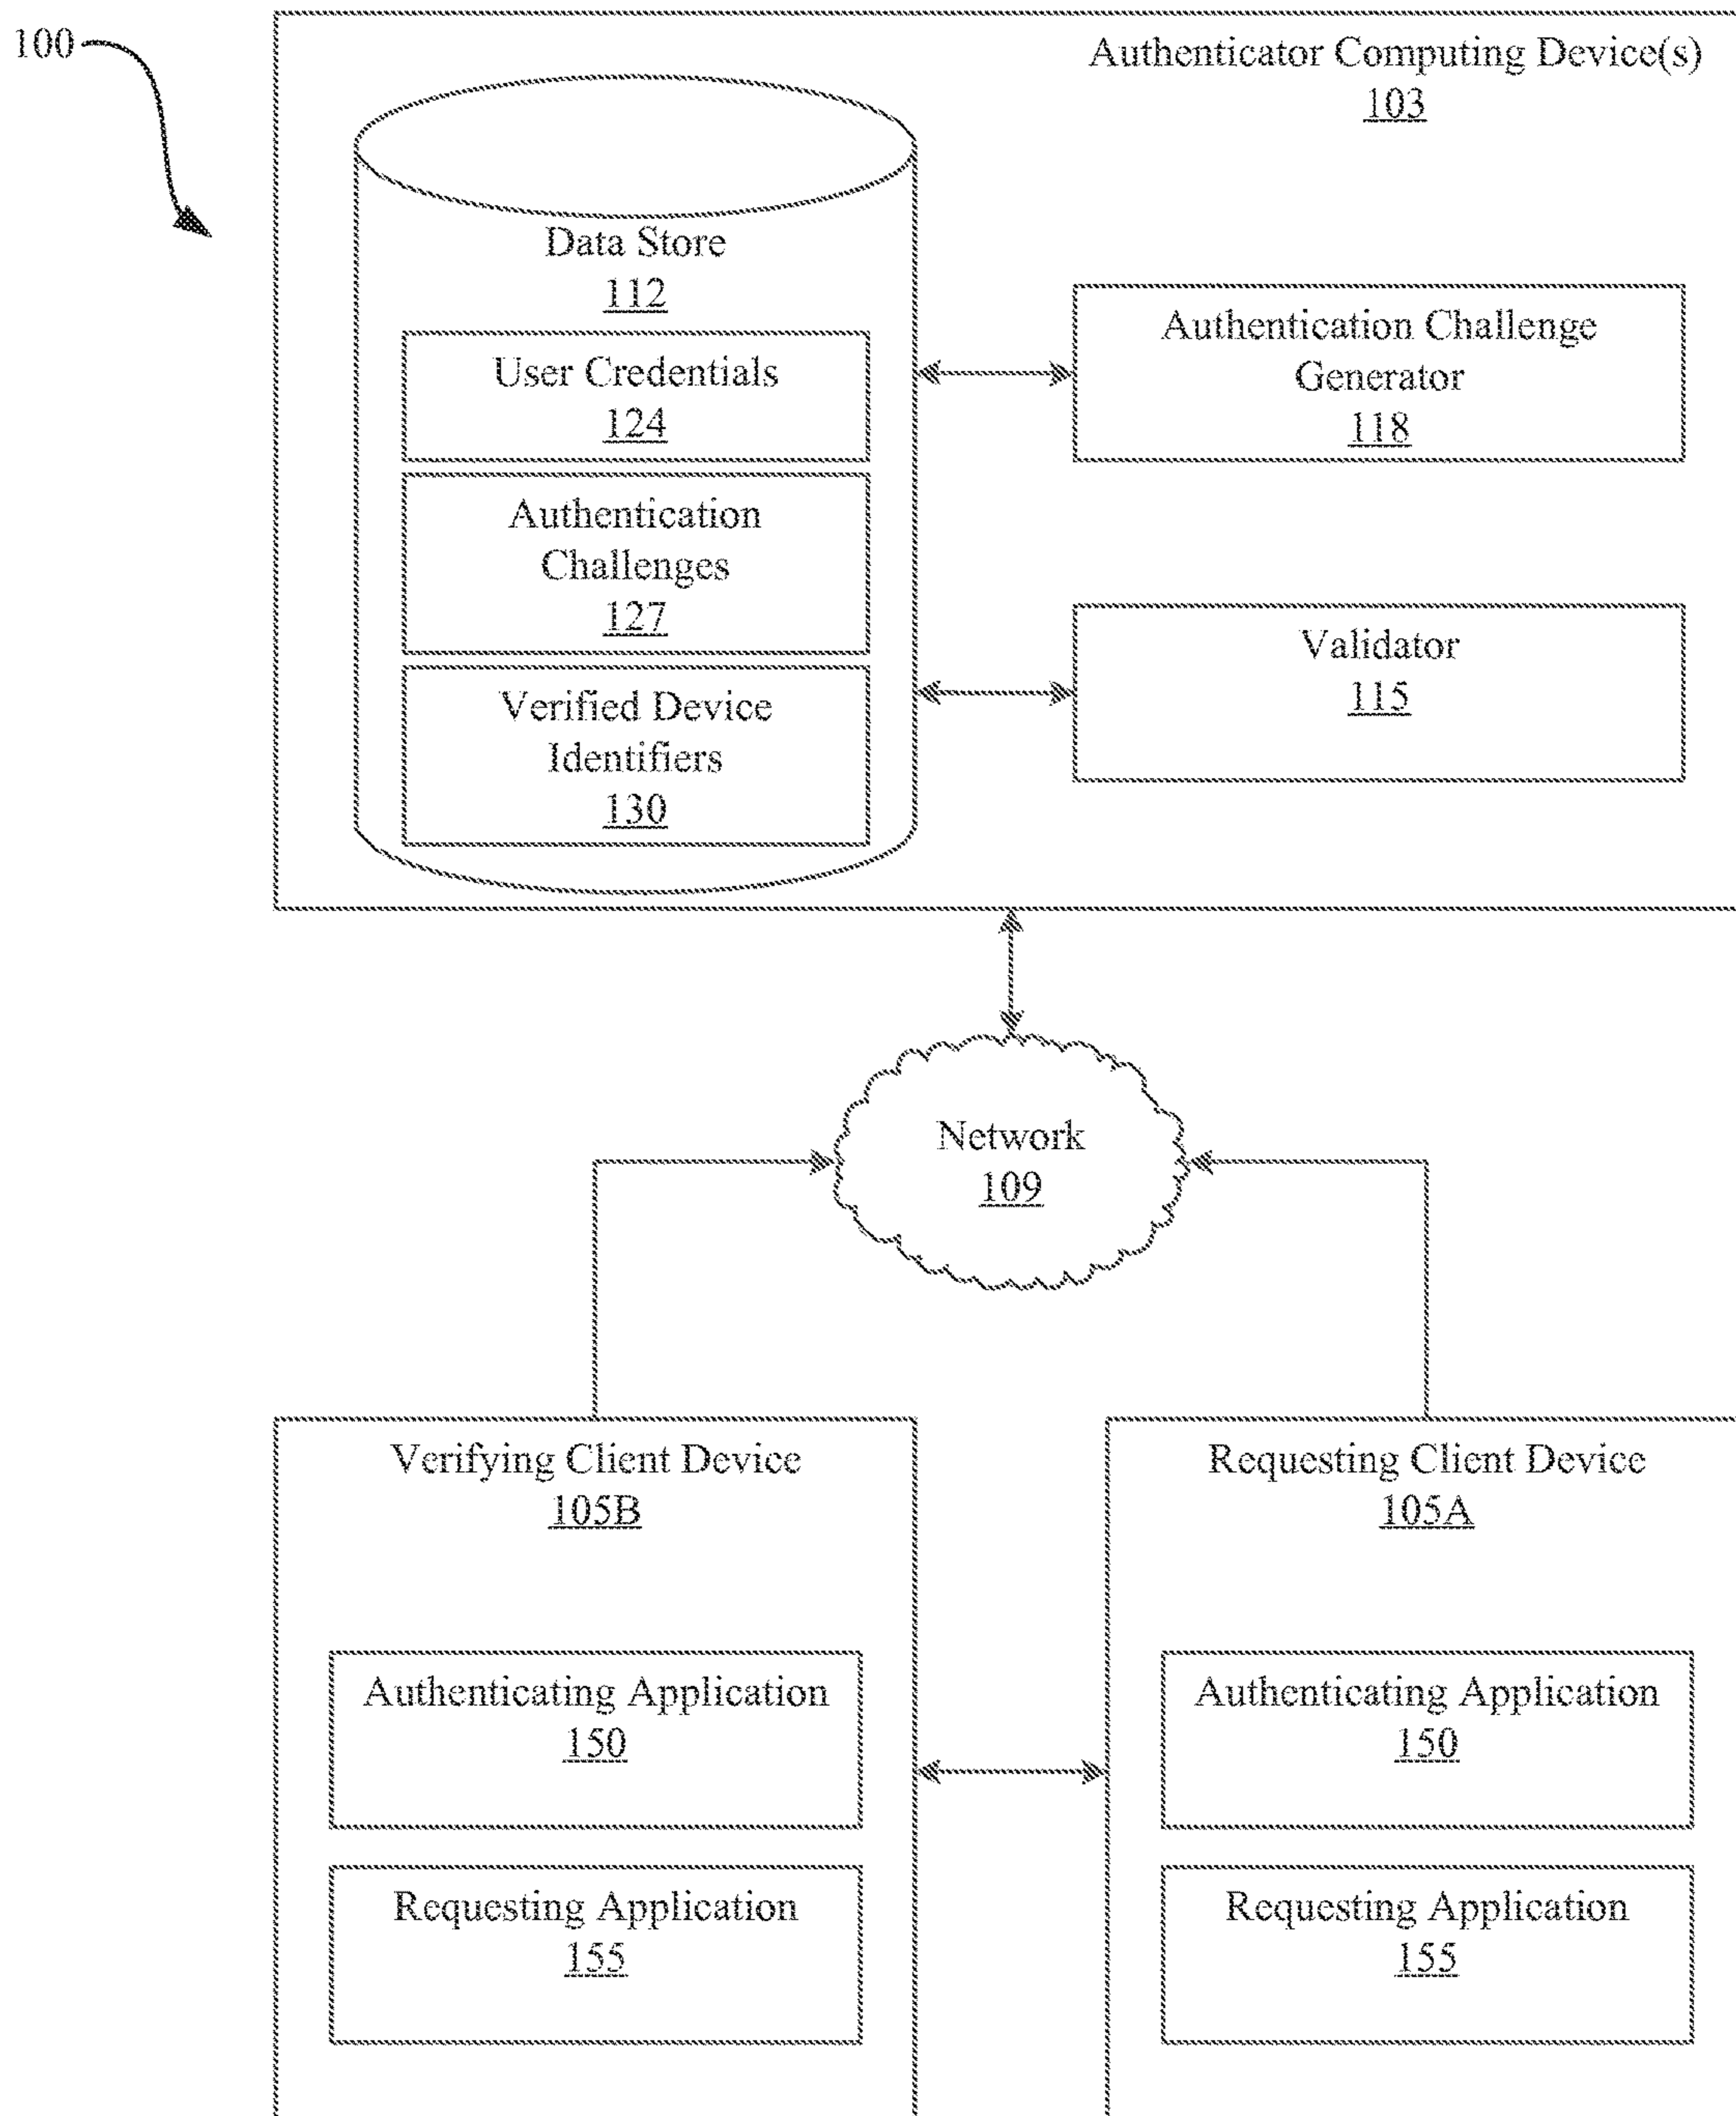 100
Authenticator Computing Device(s)
103
Data Store
112
User Credentials
124
Authentication
Challenges
127
Verified Device
Identifiers
130
Authentication Challenge
Generator
118
Validator
115
Network
109
Verifying Client Device
105B
Authenticating Application
150
Requesting Application
155
Requesting Client Device
105A
Authenticating Application
150
Requesting Application
155